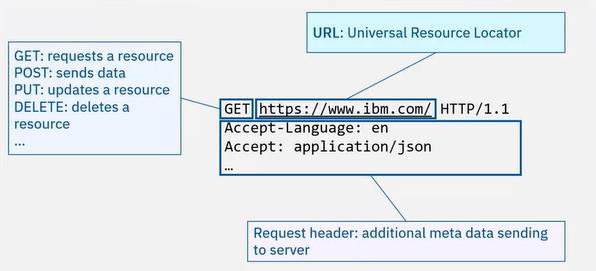 URL: Universal Resource Locator
GET: requests a resource
POST: sends data
PUT: updates a resource
DELETE: deletes a
resource
...
GET https://www.ibm.com/ HTTP/1.1
Accept-Language: en
Accept: application/json
…
Request header: additional meta data sending
to server